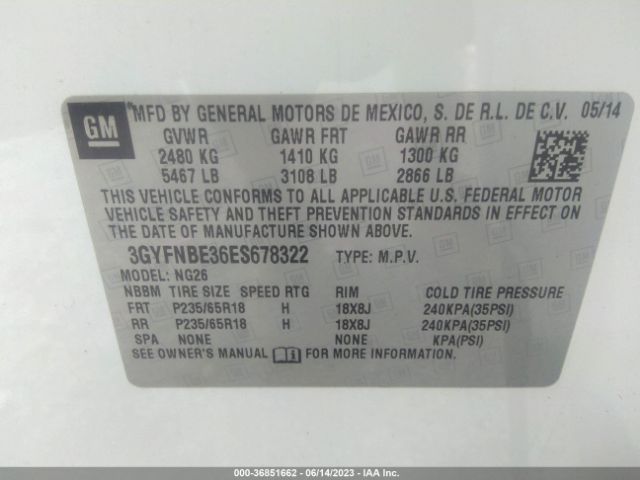 GM
MFD BY GENERAL MOTORS DE MEXICO, S. DE R.L. DE C.V. 05/14
GVWR GAWR FRT GAWR RR
2480 KG 1410 KG 1300 KG
5467 LB 3108 LB 2866 LB
THIS VEHICLE CONFORMS TO ALL APPLICABLE U.S. FEDERAL MOTOR
VEHICLE SAFETY AND THEFT PREVENTION STANDARDS IN EFFECT ON
THE DATE OF MANUFACTURE SHOWN ABOVE.
3GYFNBE36ES678322 TYPE: M.P.V.
MODEL: NG26
NBBM TIRE SIZE SPEED RTG RIM COLD TIRE PRESSURE
FRT P235/65R18 H 18X8J 240KPA(35PSI)
RR P235/65R18 H 18X8J 240KPA(35PSI)
SPA NONE NONE KPA(PSI)
SEE OWNER'S MANUAL FOR MORE INFORMATION.
000-36851662 - 06/14/2023 - IAA Inc.